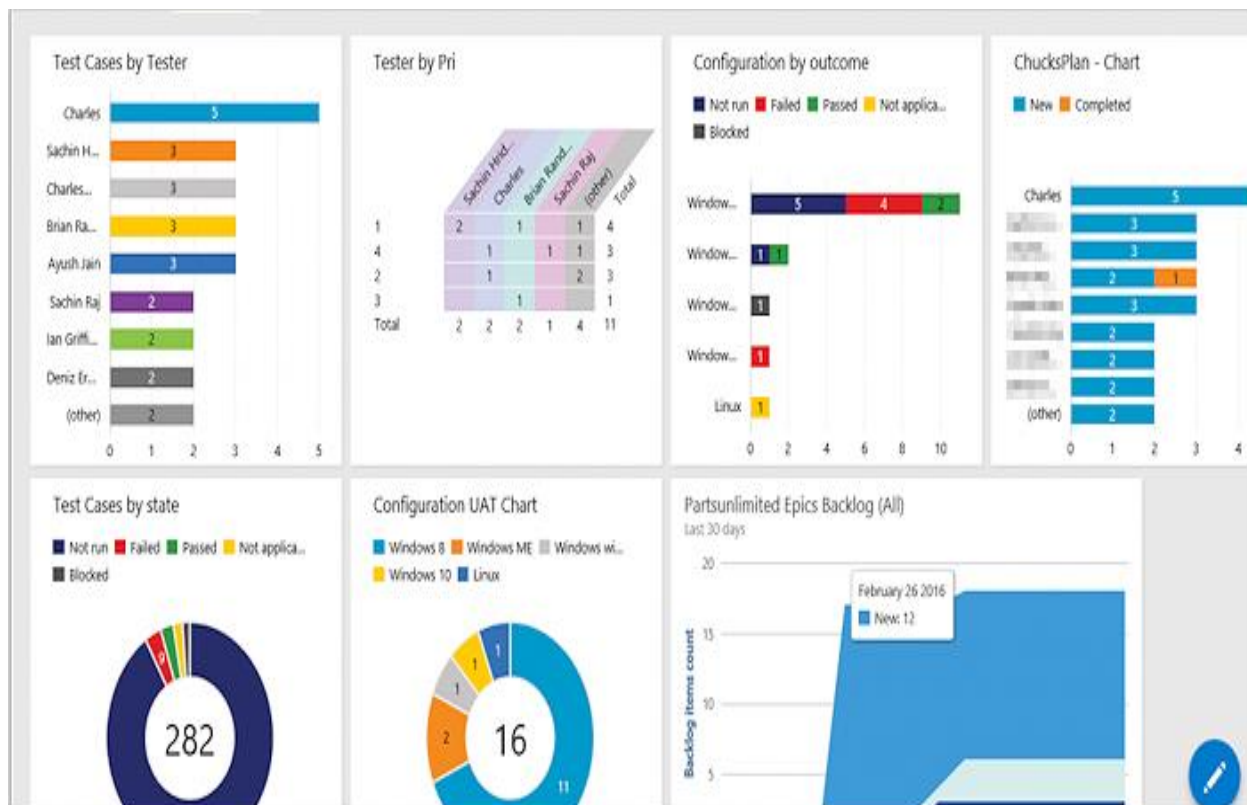 Test Cases by Tester
Charles
5
Sachin H...
3
Charles...
3
Brian Ra...
3
Ayush Jain
3
Sachin Raj
2
Ian Griffi...
2
Deniz Er...
2
(other)
2
0 1 2 3 4 5
Tester by Pri
Sachin Hrid... Charles Brian Rand... Sachin Raj (other) Total
1 2 1 1 4
4 1 1 1 3
2 1 2 3
3 1 1
Total 2 2 2 1 4 11
Configuration by outcome
Not run Failed Passed Not applica...
Blocked
Window... 5 4 2
Window... 1 1
Window... 1
Window... 1
Linux 1
0 2 4 6 8 10
ChucksPlan - Chart
New Completed
Charles 5
3
3
2 1
3
2
2
2
(other) 2
0 1 2 3 4
Test Cases by state
Not run Failed Passed Not applica...
Blocked
9
282
Configuration UAT Chart
Windows 8 Windows ME Windows wi...
Windows 10 Linux
1
1
1
2
16
11
Partsunlimited Epics Backlog (All)
Last 30 days
20
February 26 2016
New: 12
15
10
5
Backlog items count